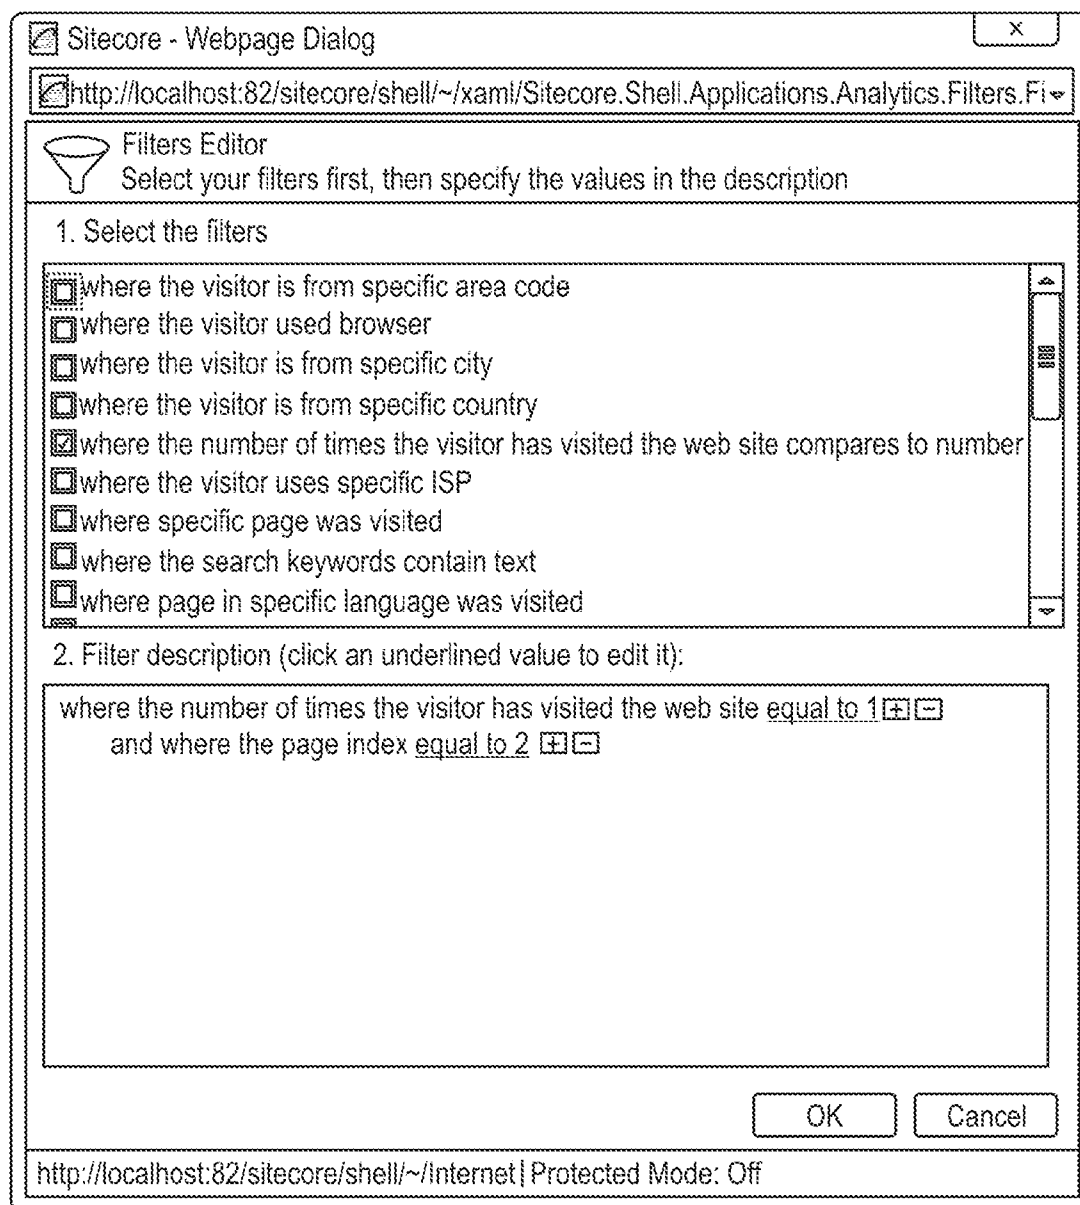 Sitecore - Webpage Dialog
x
http://localhost:82/sitecore/shell/~/xaml/Sitecore.Shell.Applications.Analytics.Filters.Fi
Filters Editor
Select your filters first, then specify the values in the description
1. Select the filters
where the visitor is from specific area code
where the visitor used browser
where the visitor is from specific city
where the visitor is from specific country
where the number of times the visitor has visited the web site compares to number
where the visitor uses specific ISP
where specific page was visited
where the search keywords contain text
where page in specific language was visited
2. Filter description (click an underlined value to edit it):
where the number of times the visitor has visited the web site equal to 1
and where the page index equal to 2
OK Cancel
http://localhost:82/sitecore/shell/~/Internet|Protected Mode: Off